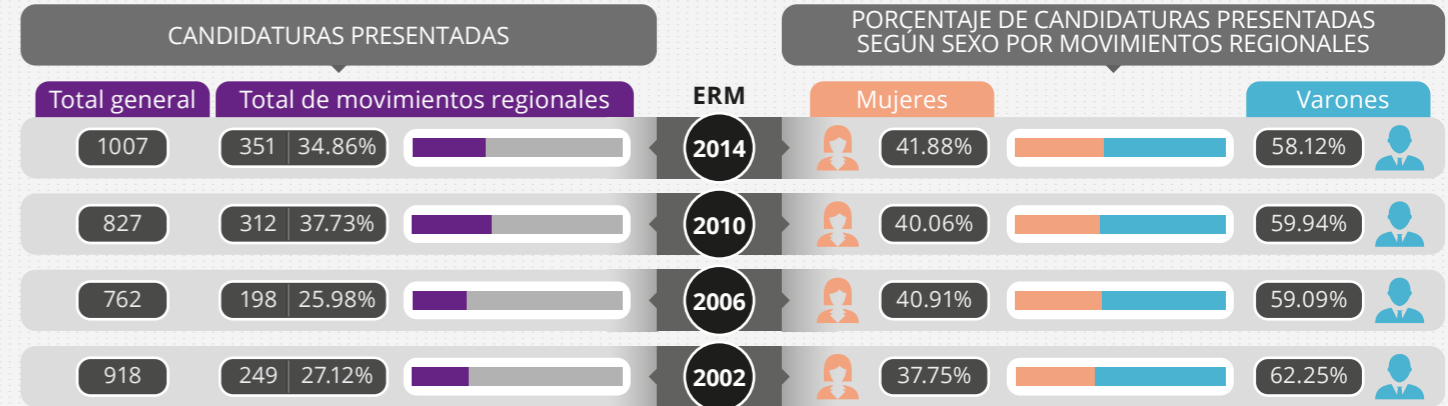 CANDIDATURAS PRESENTADAS
PORCENTAJE DE CANDIDATURAS PRESENTADAS
SEGÚN SEXO POR MOVIMIENTOS REGIONALES
Total general Total de movimientos regionales ERM Mujeres Varones
1007 351 34.86% 2014 41.88% 58.12%
827 312 37.73% 2010 40.06% 59.94%
762 198 25.98% 2006 40.91% 59.09%
918 249 27.12% 2002 37.75% 62.25%